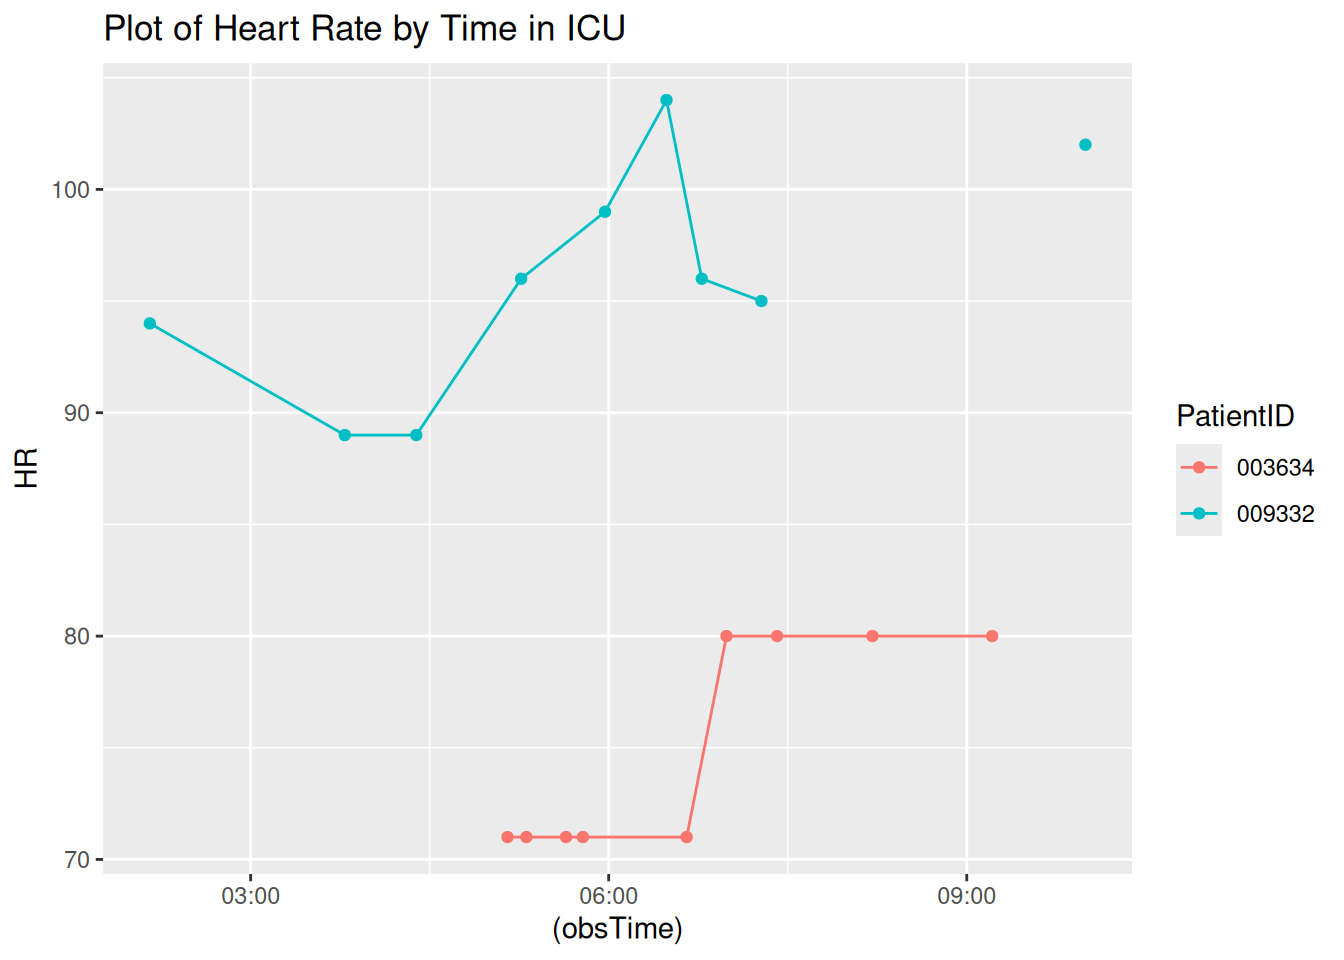 Plot of Heart Rate by Time in ICU
HR
100
90
80
70
03:00
06:00
09:00
(obsTime)
PatientID
003634
009332